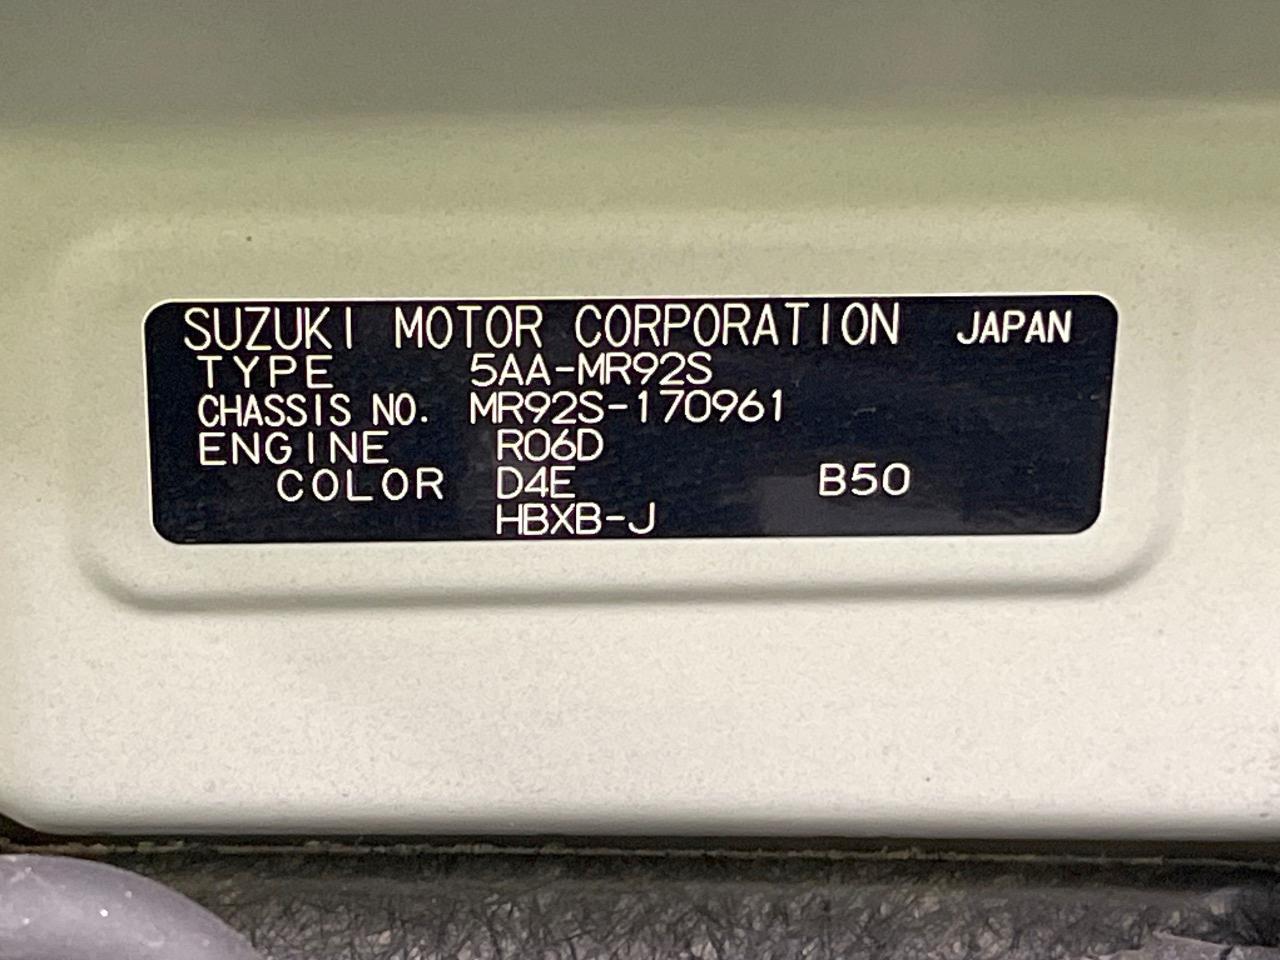 SUZUKI MOTOR CORPORATION JAPAN
TYPE 5AA-MR92S
CHASSIS NO. MR92S-170961
ENGINE R06D
COLOR D4E B50
HBXB-J